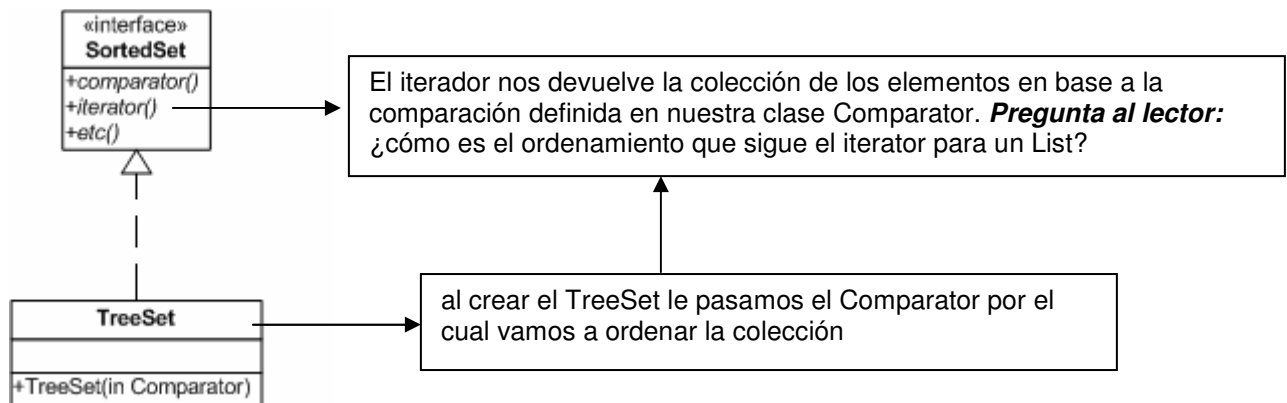 «interface»
SortedSet
+comparator()
+iterator()
+etc()
El iterador nos devuelve la colección de los elementos en base a la
comparación definida en nuestra clase Comparator. Pregunta al lector:
¿cómo es el ordenamiento que sigue el iterator para un List?
TreeSet
+TreeSet(in Comparator)
al crear el TreeSet le pasamos el Comparator por el
cual vamos a ordenar la colección